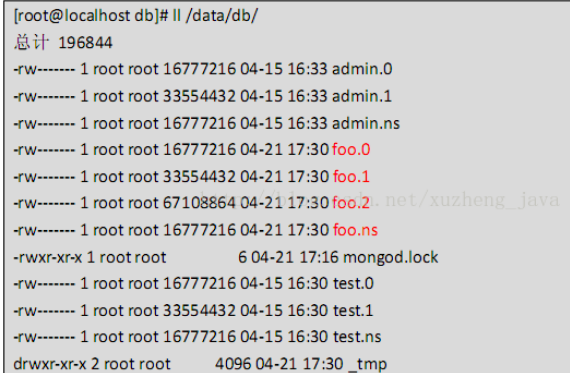 [root@localhost db]# ll /data/db/
总计 196844
-rw------- 1 root root 16777216 04-15 16:33 admin.0
-rw------- 1 root root 33554432 04-15 16:33 admin.1
-rw------- 1 root root 16777216 04-15 16:33 admin.ns
-rw------- 1 root root 16777216 04-21 17:30 foo.0
-rw------- 1 root root 33554432 04-21 17:30 foo.1
-rw------- 1 root root 67108864 04-21 17:30 foo.2
-rw------- 1 root root 16777216 04-21 17:30 foo.ns
-rwxr-xr-x 1 root root 6 04-21 17:16 mongod.lock
-rw------- 1 root root 16777216 04-15 16:30 test.0
-rw------- 1 root root 33554432 04-15 16:30 test.1
-rw------- 1 root root 16777216 04-15 16:30 test.ns
drwxr-xr-x 2 root root 4096 04-21 17:30 _tmp